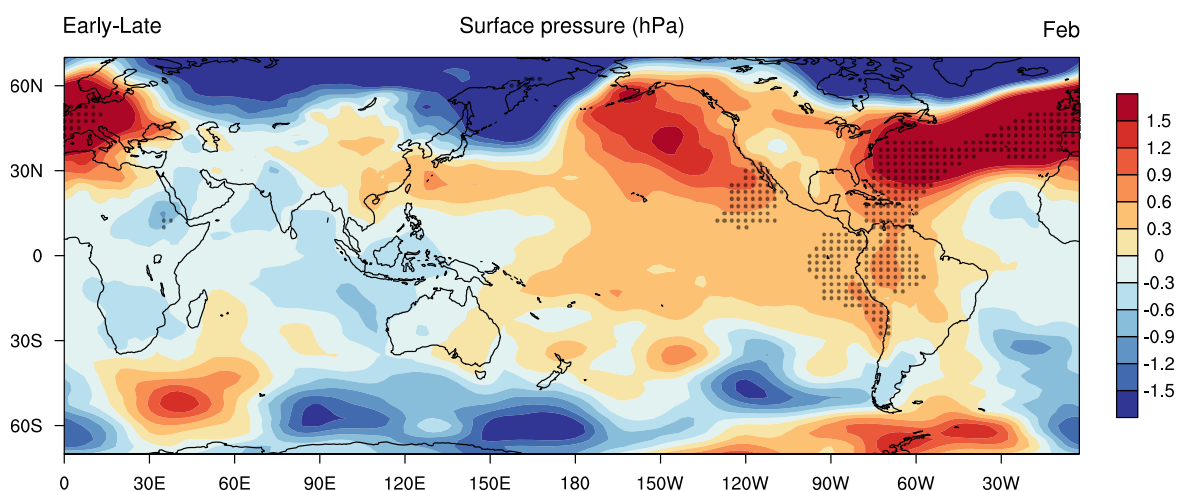 Early-Late Surface pressure (hPa) Feb
60N
30N
0
30S
60S
0 30E 60E 90E 120E 150E 180 150W 120W 90W 60W 30W
1.5
1.2
0.9
0.6
0.3
0
-0.3
-0.6
-0.9
-1.2
-1.5